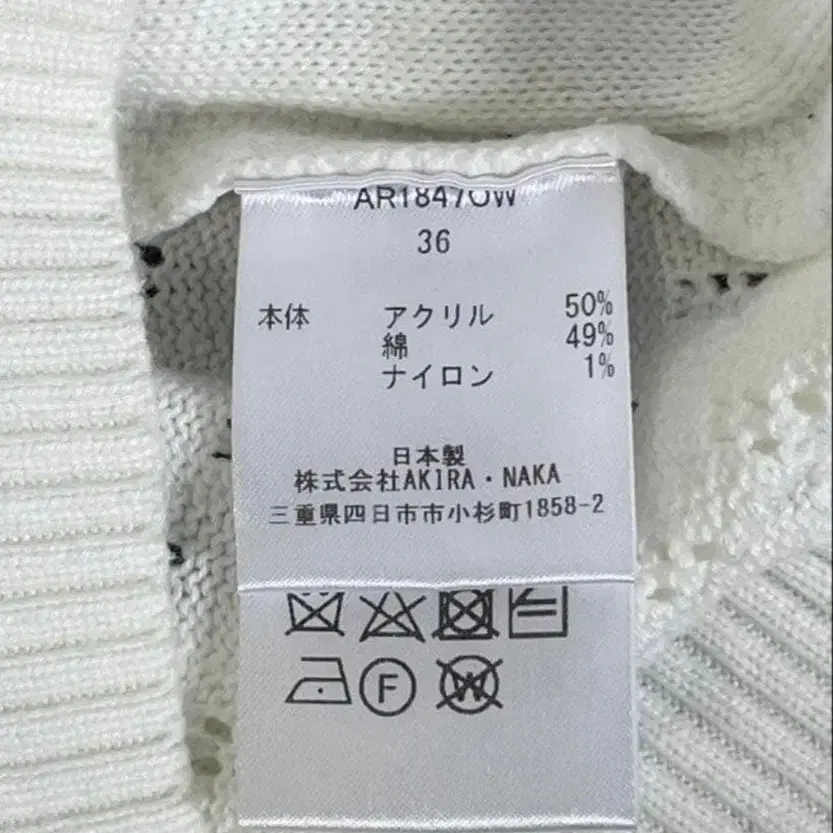 AR1847OW
36
本体 アクリル 50%
綿 49%
ナイロン 1%
日本製
株式会社AKIRA・NAKA
三重県四日市市小杉町1858-2
F W